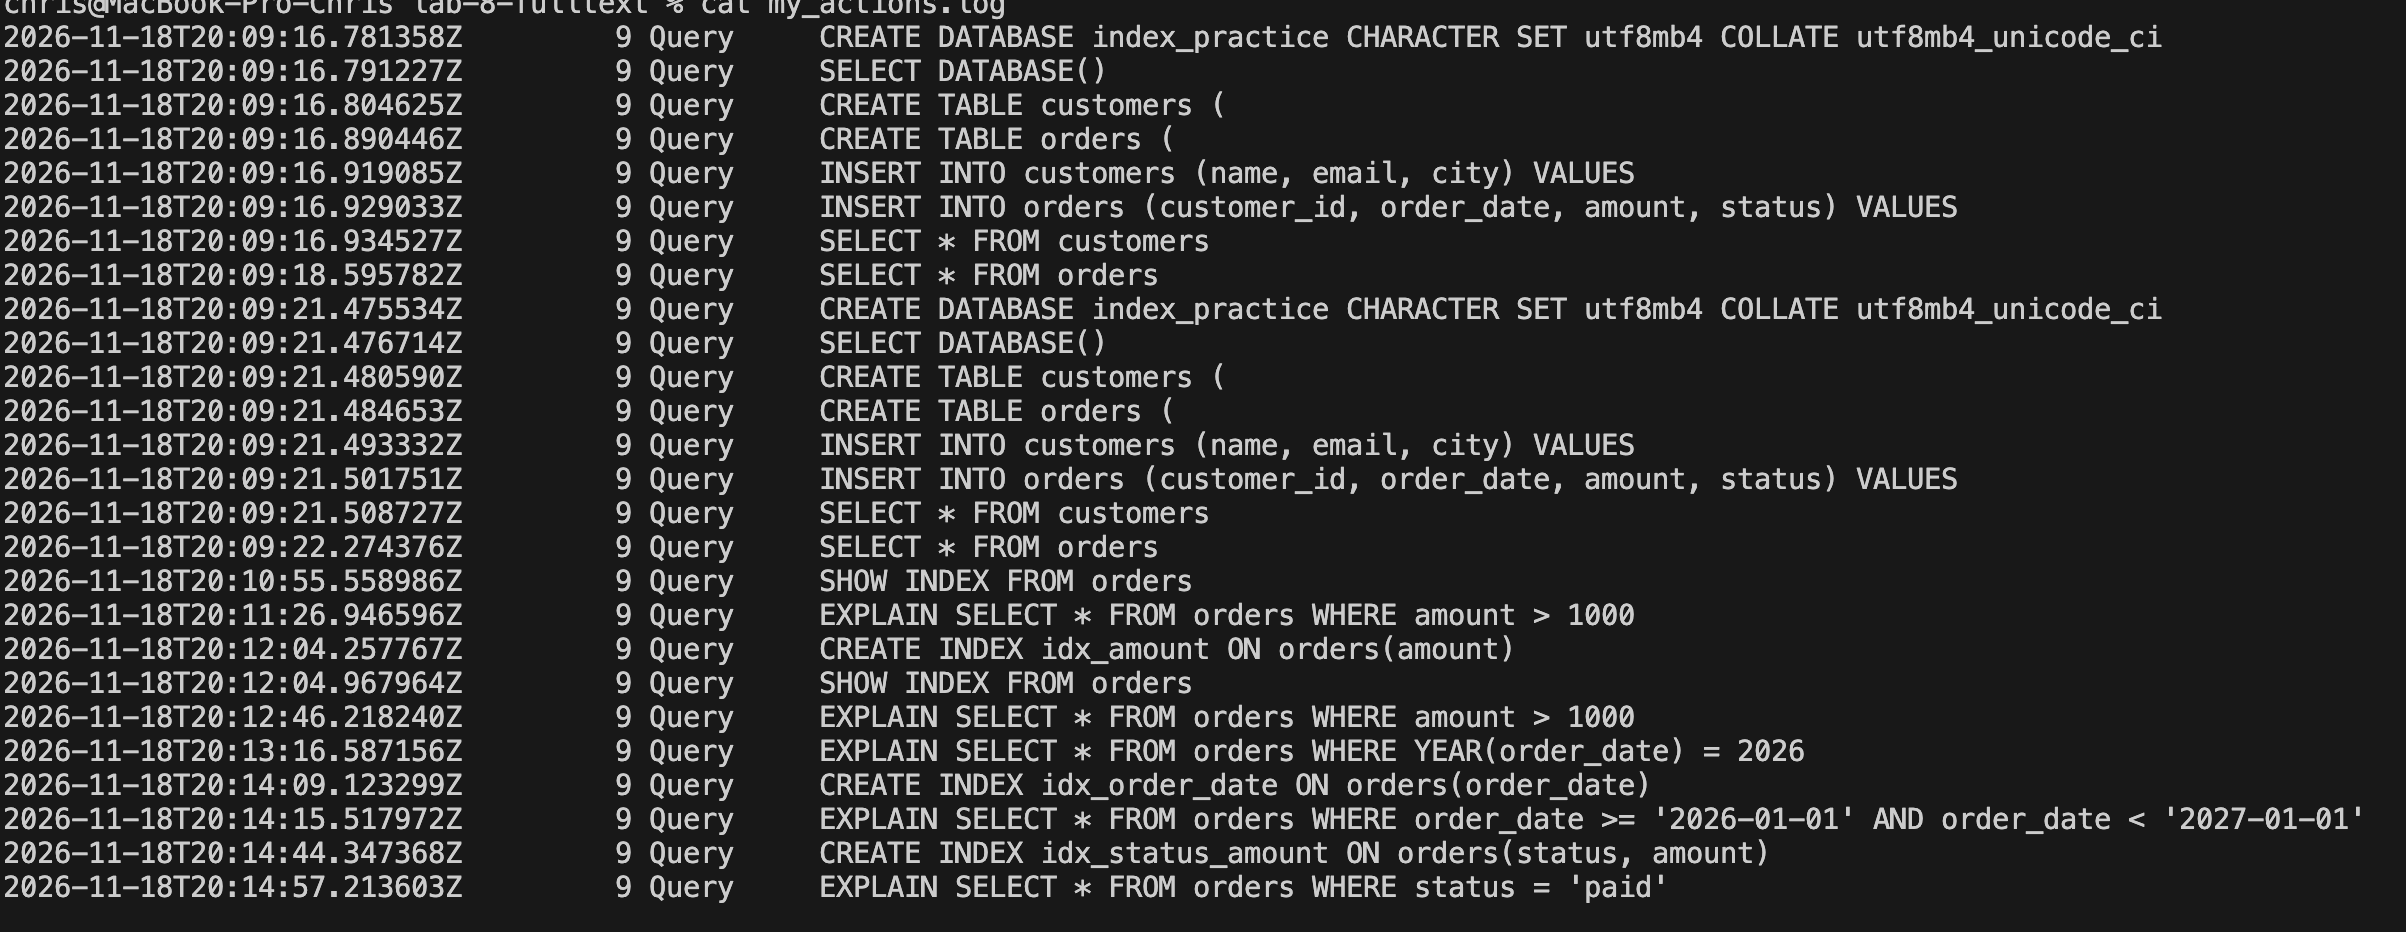 chris@MacBook-Pro-Chris lab-8-fulltext % cat my_actions.log
2026-11-18T20:09:16.781358Z         9 Query     CREATE DATABASE index_practice CHARACTER SET utf8mb4 COLLATE utf8mb4_unicode_ci
2026-11-18T20:09:16.791227Z         9 Query     SELECT DATABASE()
2026-11-18T20:09:16.804625Z         9 Query     CREATE TABLE customers (
2026-11-18T20:09:16.890446Z         9 Query     CREATE TABLE orders (
2026-11-18T20:09:16.919085Z         9 Query     INSERT INTO customers (name, email, city) VALUES
2026-11-18T20:09:16.929033Z         9 Query     INSERT INTO orders (customer_id, order_date, amount, status) VALUES
2026-11-18T20:09:16.934527Z         9 Query     SELECT * FROM customers
2026-11-18T20:09:18.595782Z         9 Query     SELECT * FROM orders
2026-11-18T20:09:21.475534Z         9 Query     CREATE DATABASE index_practice CHARACTER SET utf8mb4 COLLATE utf8mb4_unicode_ci
2026-11-18T20:09:21.476714Z         9 Query     SELECT DATABASE()
2026-11-18T20:09:21.480590Z         9 Query     CREATE TABLE customers (
2026-11-18T20:09:21.484653Z         9 Query     CREATE TABLE orders (
2026-11-18T20:09:21.493332Z         9 Query     INSERT INTO customers (name, email, city) VALUES
2026-11-18T20:09:21.501751Z         9 Query     INSERT INTO orders (customer_id, order_date, amount, status) VALUES
2026-11-18T20:09:21.508727Z         9 Query     SELECT * FROM customers
2026-11-18T20:09:22.274376Z         9 Query     SELECT * FROM orders
2026-11-18T20:10:55.558986Z         9 Query     SHOW INDEX FROM orders
2026-11-18T20:11:26.946596Z         9 Query     EXPLAIN SELECT * FROM orders WHERE amount > 1000
2026-11-18T20:12:04.257767Z         9 Query     CREATE INDEX idx_amount ON orders(amount)
2026-11-18T20:12:04.967964Z         9 Query     SHOW INDEX FROM orders
2026-11-18T20:12:46.218240Z         9 Query     EXPLAIN SELECT * FROM orders WHERE amount > 1000
2026-11-18T20:13:16.587156Z         9 Query     EXPLAIN SELECT * FROM orders WHERE YEAR(order_date) = 2026
2026-11-18T20:14:09.123299Z         9 Query     CREATE INDEX idx_order_date ON orders(order_date)
2026-11-18T20:14:15.517972Z         9 Query     EXPLAIN SELECT * FROM orders WHERE order_date >= '2026-01-01' AND order_date < '2027-01-01'
2026-11-18T20:14:44.347368Z         9 Query     CREATE INDEX idx_status_amount ON orders(status, amount)
2026-11-18T20:14:57.213603Z         9 Query     EXPLAIN SELECT * FROM orders WHERE status = 'paid'